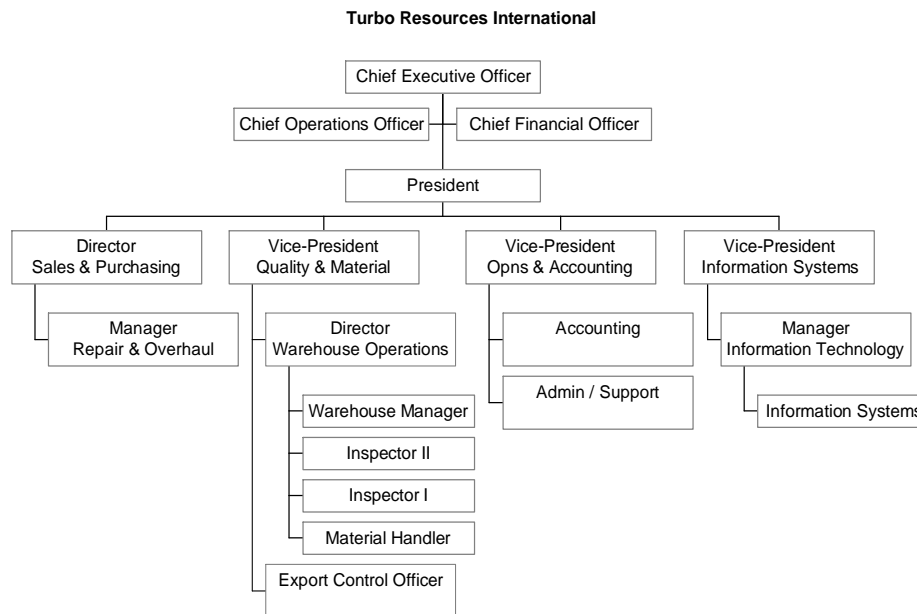 Turbo Resources International
Chief Executive Officer
Chief Operations Officer
Chief Financial Officer
President
Director
Sales & Purchasing
Vice-President
Quality & Material
Vice-President
Opns & Accounting
Vice-President
Information Systems
Manager
Repair & Overhaul
Director
Warehouse Operations
Accounting
Manager
Information Technology
Admin / Support
Information Systems
Warehouse Manager
Inspector II
Inspector I
Material Handler
Export Control Officer